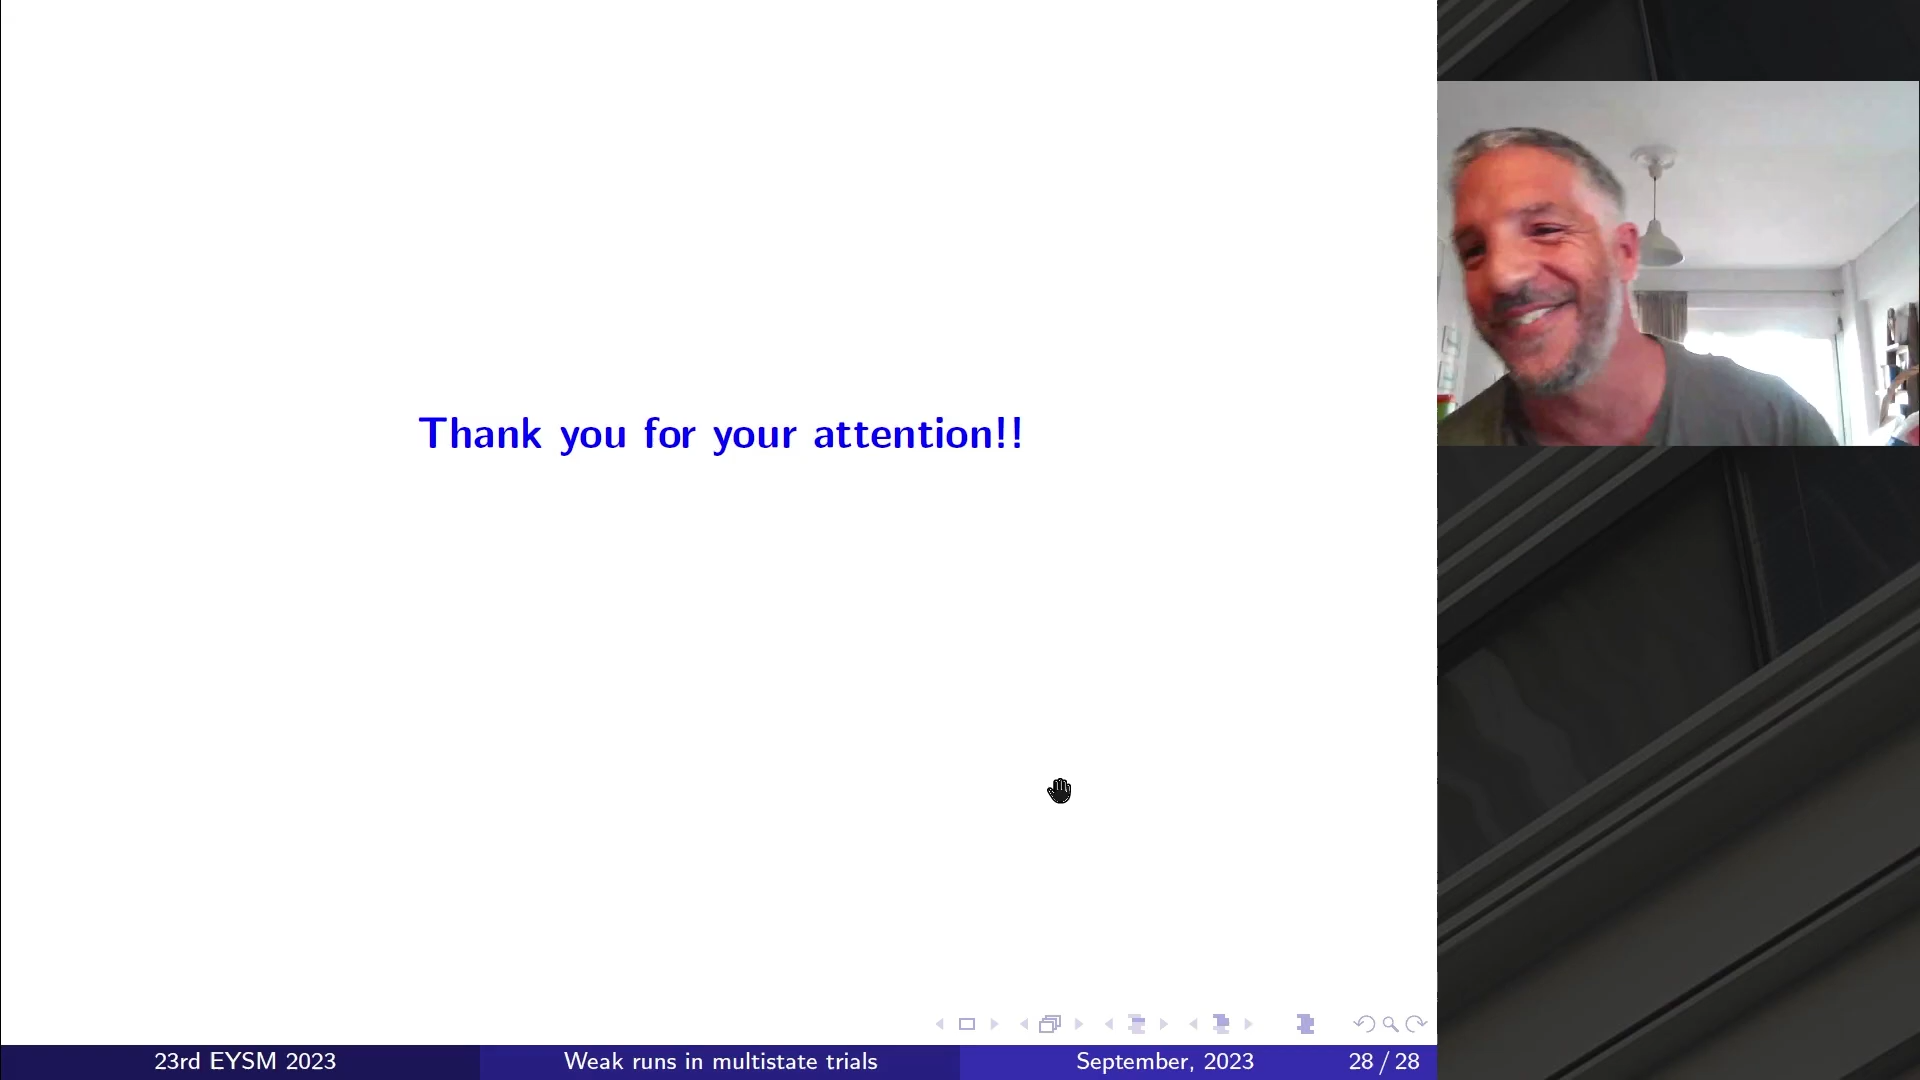 Thank you for your attention!!
23rd EYSM 2023
Weak runs in multistate trials
September, 2023
28 / 28